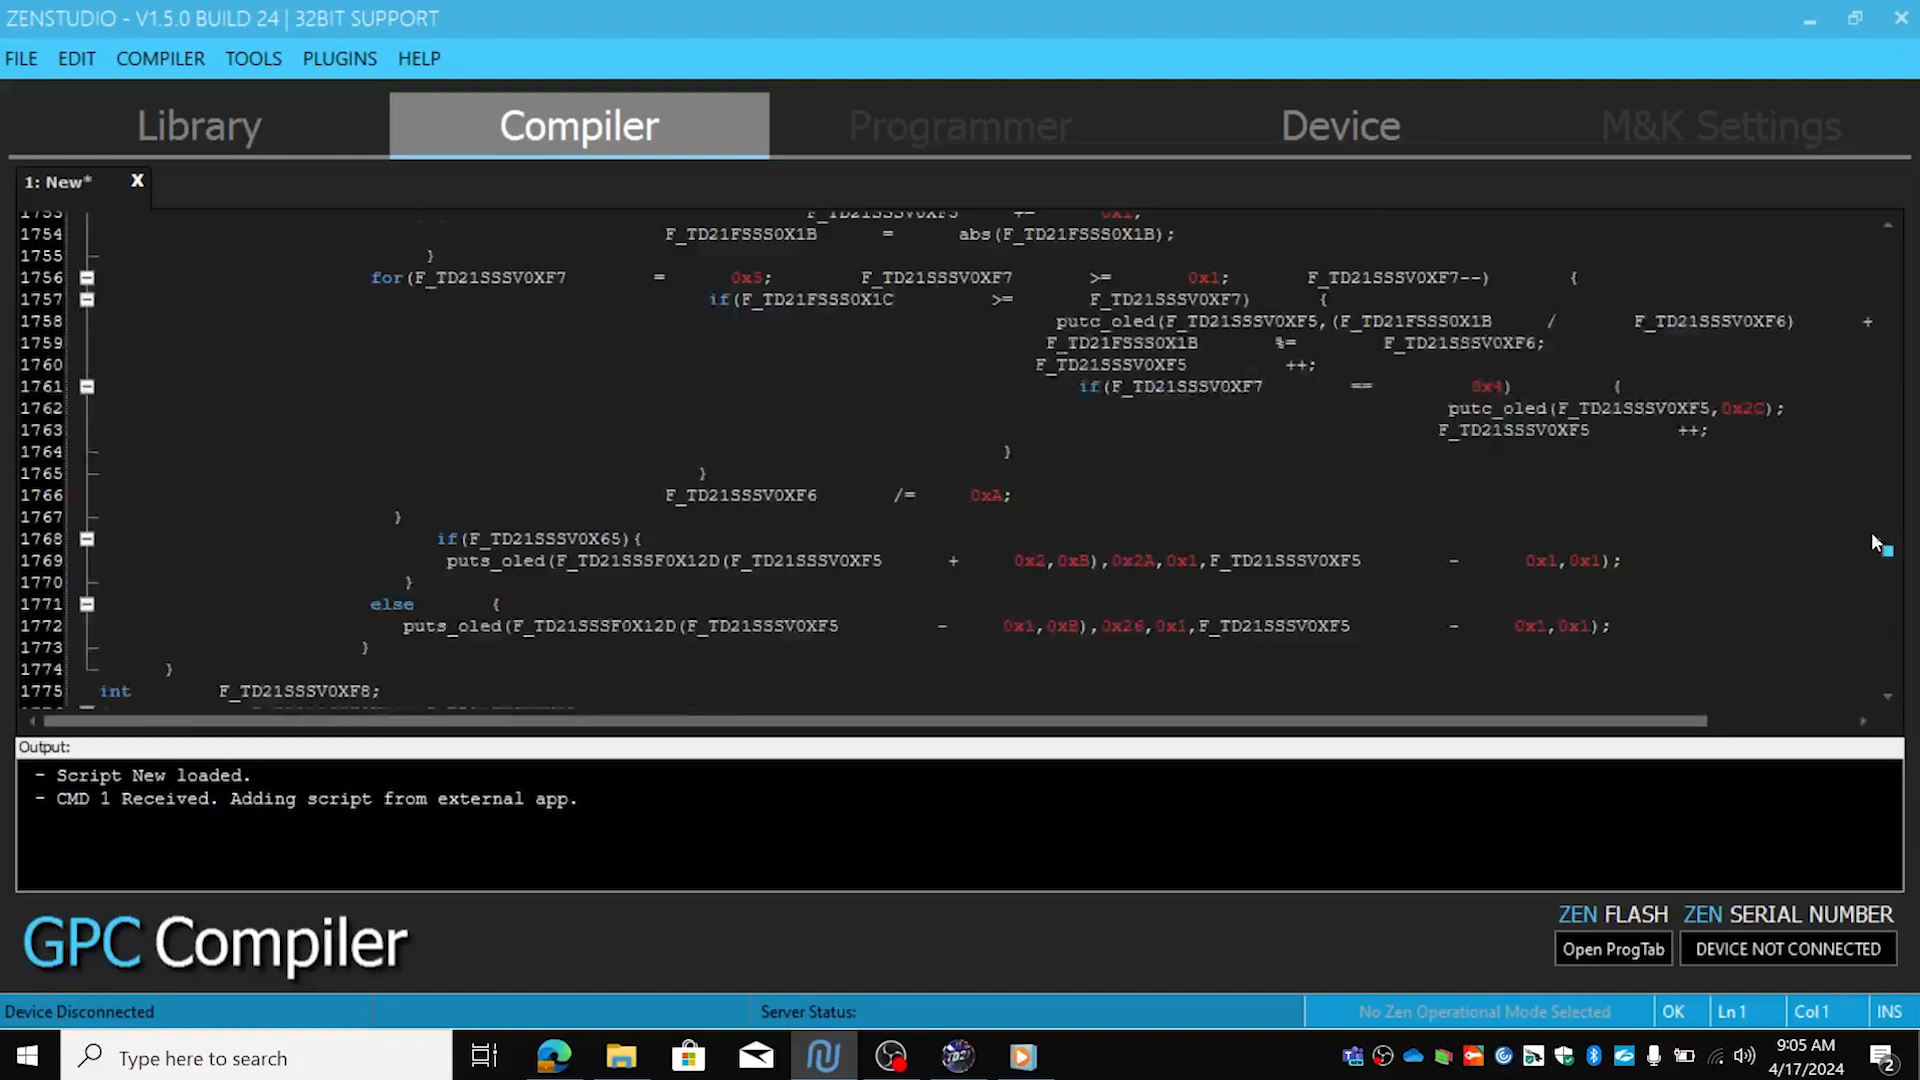 ZENSTUDIO - V1.5.0 BUILD 24 | 32BIT SUPPORT
FILE EDIT COMPILER TOOLS PLUGINS HELP
Library Compiler Programmer Device M&K Settings
1: New* X
1753 F_TD21SSSV0XF5 += 0x1;
1754 F_TD21FSSS0X1B = abs(F_TD21FSSS0X1B);
1755 }
1756 for(F_TD21SSSV0XF7 = 0x5; F_TD21SSSV0XF7 >= 0x1; F_TD21SSSV0XF7--) {
1757 if(F_TD21FSSS0X1C >= F_TD21SSSV0XF7) {
1758 putc_oled(F_TD21SSSV0XF5,(F_TD21FSSS0X1B / F_TD21SSSV0XF6) +
1759 F_TD21FSSS0X1B %= F_TD21SSSV0XF6;
1760 F_TD21SSSV0XF5 ++;
1761 if(F_TD21SSSV0XF7 == 0x4) {
1762 putc_oled(F_TD21SSSV0XF5,0x2C);
1763 F_TD21SSSV0XF5 ++;
1764 }
1765 }
1766 F_TD21SSSV0XF6 /= 0xA;
1767 }
1768 if(F_TD21SSSV0X65){
1769 puts_oled(F_TD21SSSF0X12D(F_TD21SSSV0XF5 + 0x2,0xB),0x2A,0x1,F_TD21SSSV0XF5 - 0x1,0x1);
1770 }
1771 else {
1772 puts_oled(F_TD21SSSF0X12D(F_TD21SSSV0XF5 - 0x1,0xB),0x26,0x1,F_TD21SSSV0XF5 - 0x1,0x1);
1773 }
1774 }
1775 int F_TD21SSSV0XF8;
Output:
- Script New loaded.
- CMD 1 Received. Adding script from external app.
GPC Compiler
ZEN FLASH ZEN SERIAL NUMBER
Open ProgTab DEVICE NOT CONNECTED
Device Disconnected Server Status: No Zen Operational Mode Selected OK Ln 1 Col 1 INS
Type here to search
9:05 AM
4/17/2024
2